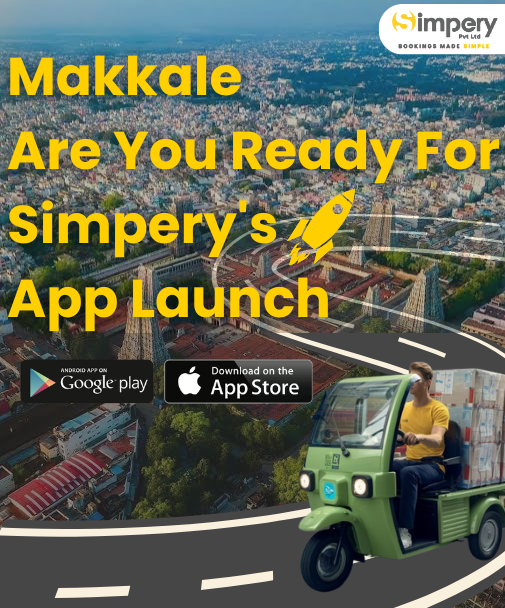 Simpery
Pvt Ltd
BOOKINGS MADE SIMPLE
Makkale
Are You Ready For
Simpery's
App Launch
ANDROID APP ON
Google play
Download on the
App Store